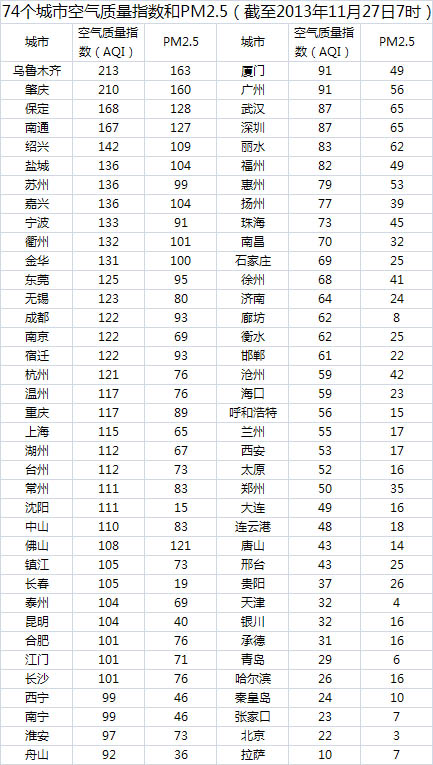 74个城市空气质量指数和PM2.5（截至2013年11月27日7时）
城市 空气质量指数（AQI） PM2.5 城市 空气质量指数（AQI） PM2.5
乌鲁木齐 213 163 厦门 91 49
肇庆 210 160 广州 91 56
保定 168 128 武汉 87 65
南通 167 127 深圳 87 65
绍兴 142 109 丽水 83 62
盐城 136 104 福州 82 49
苏州 136 99 惠州 79 53
嘉兴 136 104 扬州 77 39
宁波 133 91 珠海 73 45
衢州 132 101 南昌 70 32
金华 131 100 石家庄 69 25
东莞 125 95 徐州 68 41
无锡 123 80 济南 64 24
成都 122 93 廊坊 62 8
南京 122 69 衡水 62 25
宿迁 122 93 邯郸 61 22
杭州 121 76 沧州 59 42
温州 117 76 海口 59 23
重庆 117 89 呼和浩特 56 15
上海 115 65 兰州 55 17
湖州 112 67 西安 53 17
台州 112 73 太原 52 16
常州 111 83 郑州 50 35
沈阳 111 15 大连 49 16
中山 110 83 连云港 48 18
佛山 108 121 唐山 43 14
镇江 105 73 邢台 43 25
长春 105 19 贵阳 37 26
泰州 104 69 天津 32 4
昆明 104 40 银川 32 16
合肥 101 76 承德 31 16
江门 101 71 青岛 29 6
长沙 101 76 哈尔滨 26 16
西宁 99 46 秦皇岛 24 10
南宁 99 46 张家口 23 7
淮安 97 73 北京 22 3
舟山 92 36 拉萨 10 7